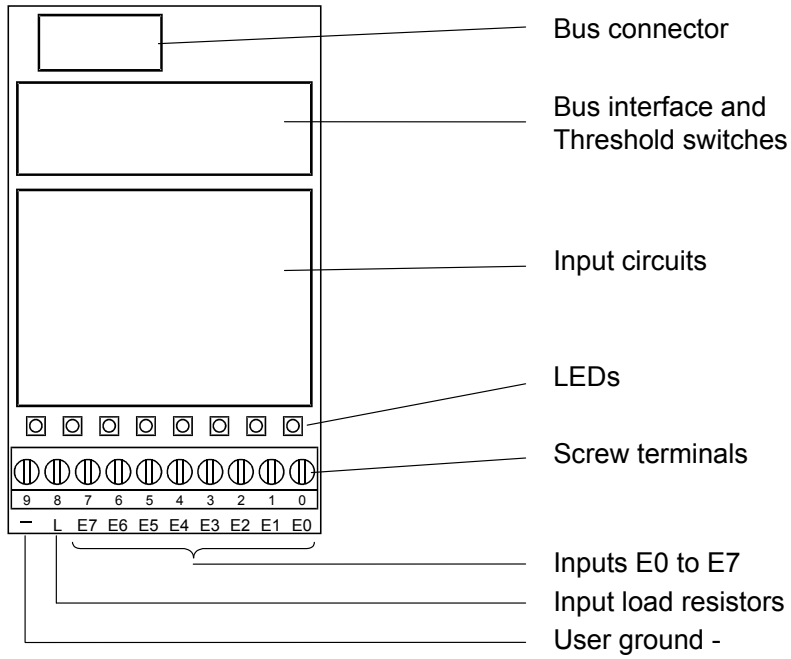 Bus connector
Bus interface and
Threshold switches
Input circuits
LEDs
Screw terminals
9 8 7 6 5 4 3 2 1 0
– L E7 E6 E5 E4 E3 E2 E1 E0
Inputs E0 to E7
Input load resistors
User ground -